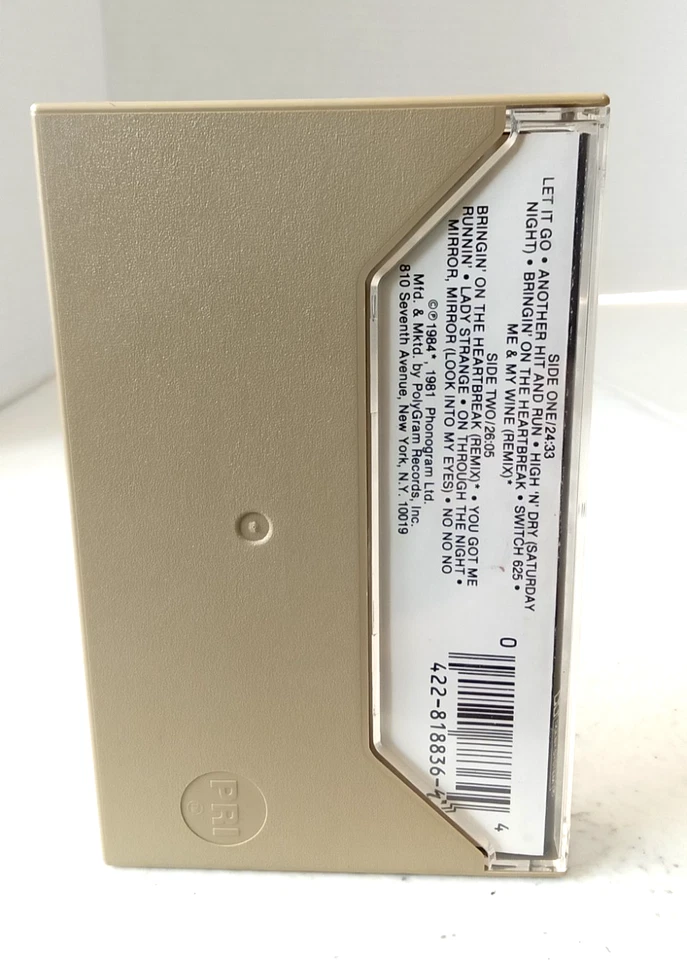 SIDE ONE/24:33
LET IT GO • ANOTHER HIT AND RUN • HIGH 'N' DRY (SATURDAY
NIGHT) • BRINGIN' ON THE HEARTBREAK • SWITCH 625 •
ME & MY WINE (REMIX)*
SIDE TWO/26:05
BRINGIN' ON THE HEARTBREAK (REMIX)* • YOU GOT ME
RUNNIN' • LADY STRANGE • ON THROUGH THE NIGHT •
MIRROR, MIRROR (LOOK INTO MY EYES) • NO NO NO
©℗ 1984*, 1981 Phonogram Ltd.
Mfd. & Mktd. by PolyGram Records, Inc.
810 Seventh Avenue, New York, N.Y. 10019
0
4
422-818836-4
PRI
©